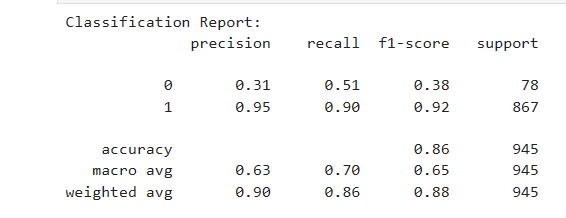 Classification Report:
precision recall f1-score support
0 0.31 0.51 0.38 78
1 0.95 0.90 0.92 867
accuracy 0.86 945
macro avg 0.63 0.70 0.65 945
weighted avg 0.90 0.86 0.88 945